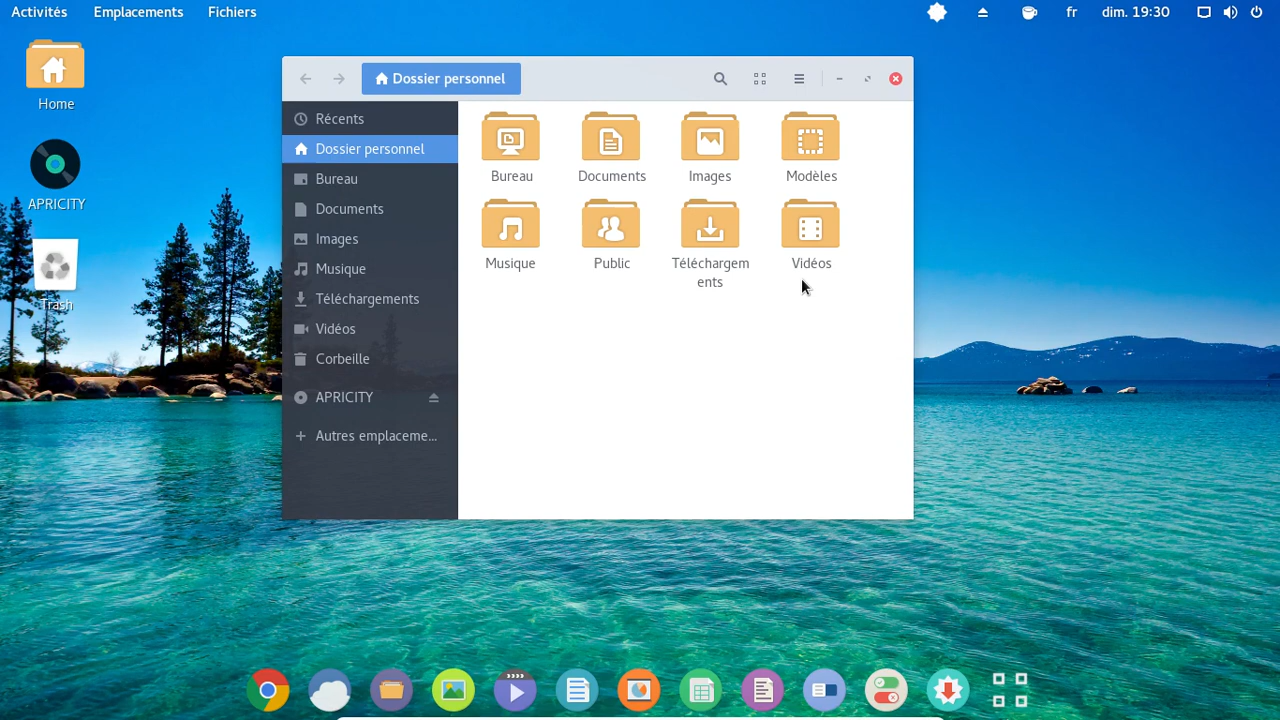 Activités Emplacements Fichiers fr dim. 19:30
Home
APRICITY
Trash
Dossier personnel
Récents
Dossier personnel
Bureau
Documents
Images
Musique
Téléchargements
Vidéos
Corbeille
APRICITY
Autres emplaceme...
Bureau Documents Images Modèles
Musique Public Téléchargem
ents Vidéos